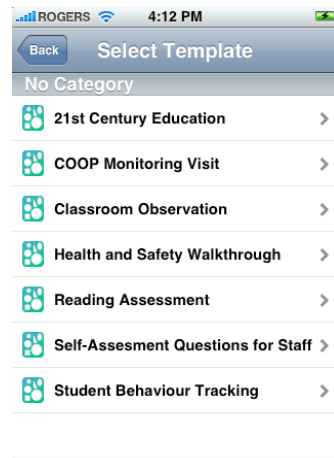 ROGERS 4:12 PM
Back Select Template
No Category
21st Century Education
COOP Monitoring Visit
Classroom Observation
Health and Safety Walkthrough
Reading Assessment
Self-Assesment Questions for Staff
Student Behaviour Tracking